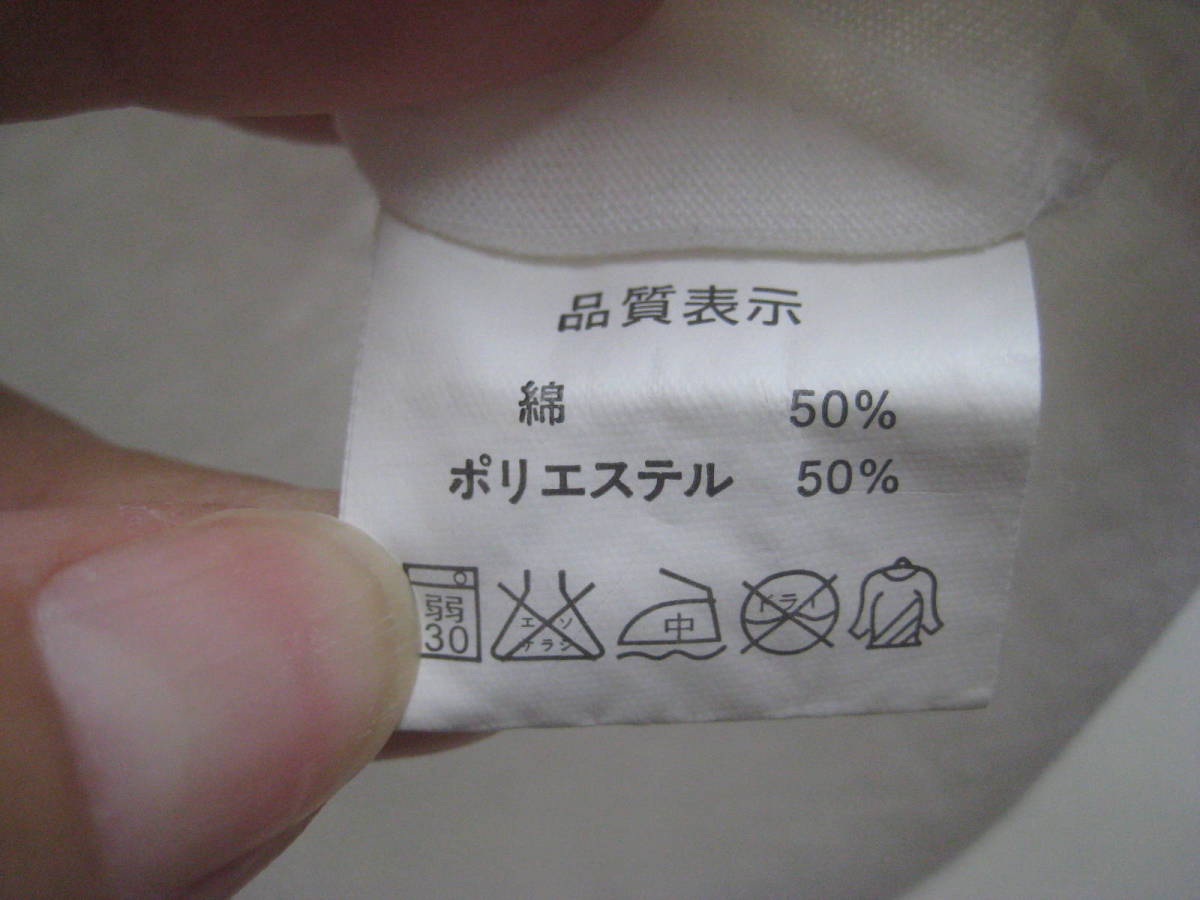 品質表示
綿 50%
ポリエステル 50%
弱 30 エンソ サラシ 中 ドライ